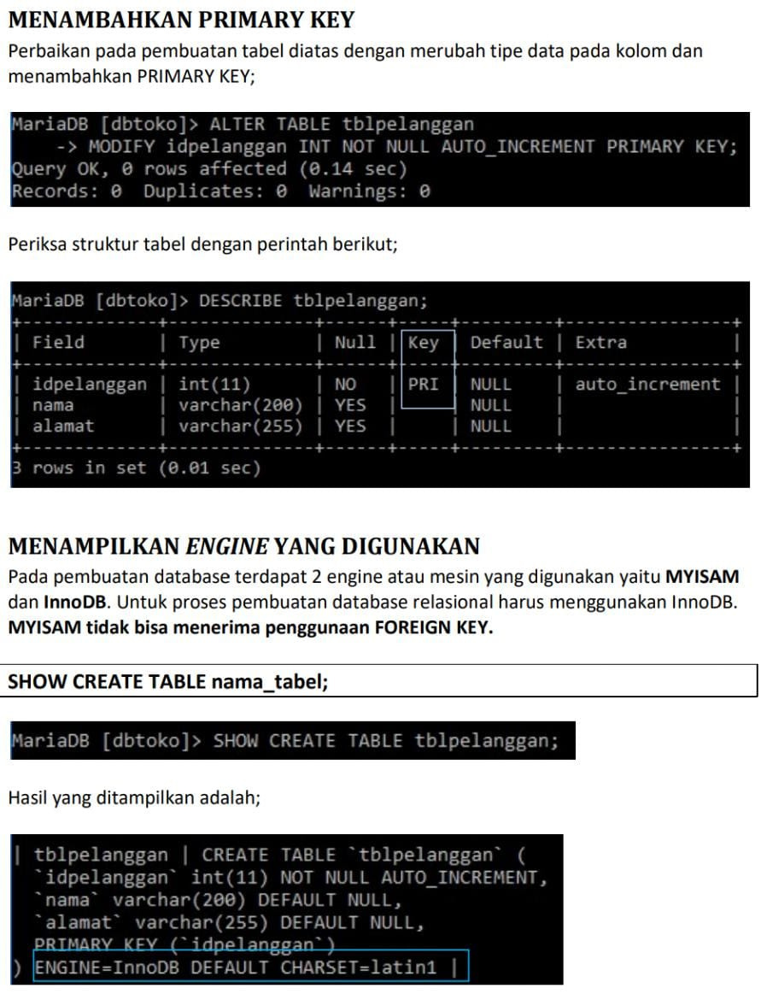 MENAMBAHKAN PRIMARY KEY
Perbaikan pada pembuatan tabel diatas dengan merubah tipe data pada kolom dan
menambahkan PRIMARY KEY;
MariaDB [dbtoko]> ALTER TABLE tblpelanggan
    -> MODIFY idpelanggan INT NOT NULL AUTO_INCREMENT PRIMARY KEY;
Query OK, 0 rows affected (0.14 sec)
Records: 0  Duplicates: 0  Warnings: 0
Periksa struktur tabel dengan perintah berikut;
MariaDB [dbtoko]> DESCRIBE tblpelanggan;
+-------------+--------------+------+-----+---------+----------------+
| Field       | Type         | Null | Key | Default | Extra          |
+-------------+--------------+------+-----+---------+----------------+
| idpelanggan | int(11)      | NO   | PRI | NULL    | auto_increment |
| nama        | varchar(200) | YES  |     | NULL    |                |
| alamat      | varchar(255) | YES  |     | NULL    |                |
+-------------+--------------+------+-----+---------+----------------+
3 rows in set (0.01 sec)
MENAMPILKAN ENGINE YANG DIGUNAKAN
Pada pembuatan database terdapat 2 engine atau mesin yang digunakan yaitu MYISAM
dan InnoDB. Untuk proses pembuatan database relasional harus menggunakan InnoDB.
MYISAM tidak bisa menerima penggunaan FOREIGN KEY.
SHOW CREATE TABLE nama_tabel;
MariaDB [dbtoko]> SHOW CREATE TABLE tblpelanggan;
Hasil yang ditampilkan adalah;
| tblpelanggan | CREATE TABLE `tblpelanggan` (
  `idpelanggan` int(11) NOT NULL AUTO_INCREMENT,
  `nama` varchar(200) DEFAULT NULL,
  `alamat` varchar(255) DEFAULT NULL,
  PRIMARY KEY (`idpelanggan`)
) ENGINE=InnoDB DEFAULT CHARSET=latin1 |